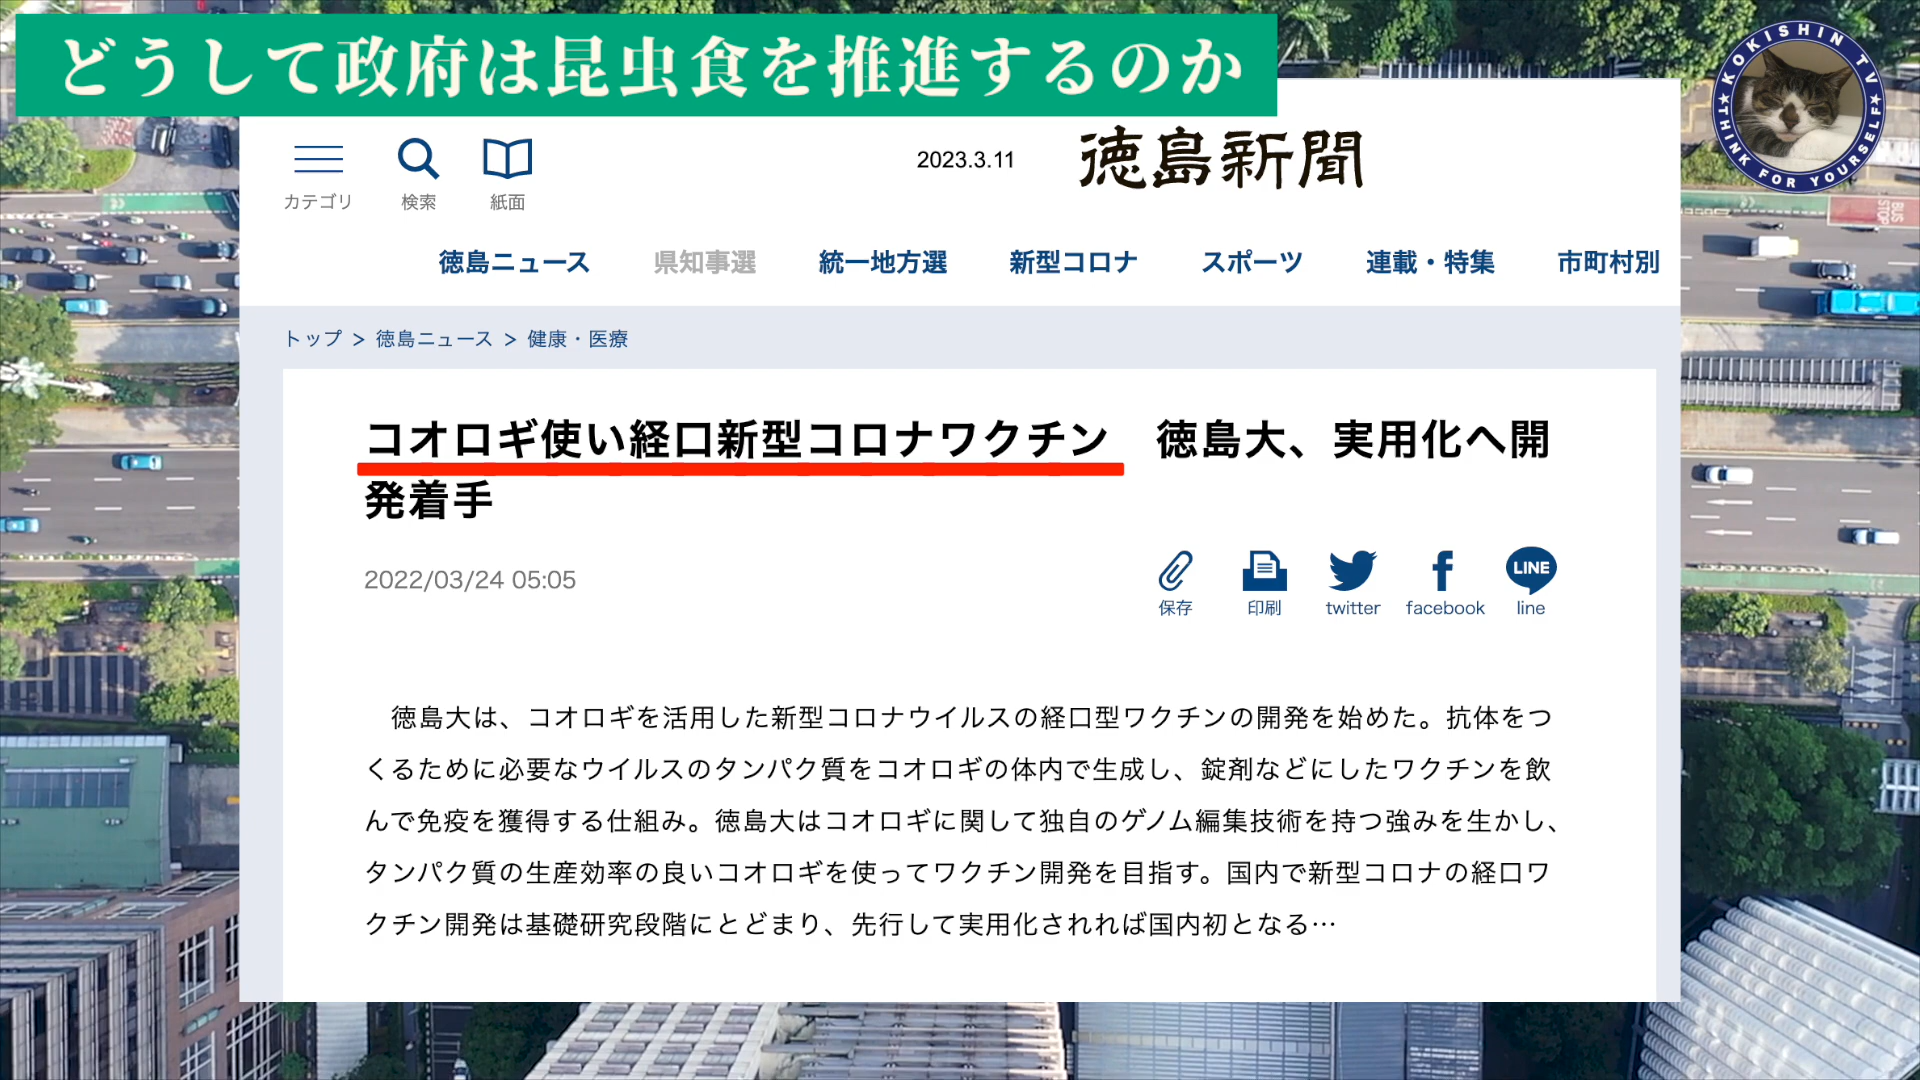 どうして政府は昆虫食を推進するのか
KOKISHIN TV
★THINK FOR YOURSELF★
カテゴリ
検索
紙面
2023.3.11
徳島新聞
徳島ニュース 県知事選 統一地方選 新型コロナ スポーツ 連載・特集 市町村別
トップ > 徳島ニュース > 健康・医療
コオロギ使い経口新型コロナワクチン 徳島大、実用化へ開
発着手
2022/03/24 05:05
保存
印刷
twitter
facebook
LINE
line
徳島大は、コオロギを活用した新型コロナウイルスの経口型ワクチンの開発を始めた。抗体をつ
くるために必要なウイルスのタンパク質をコオロギの体内で生成し、錠剤などにしたワクチンを飲
んで免疫を獲得する仕組み。徳島大はコオロギに関して独自のゲノム編集技術を持つ強みを生かし、
タンパク質の生産効率の良いコオロギを使ってワクチン開発を目指す。国内で新型コロナの経口ワ
クチン開発は基礎研究段階にとどまり、先行して実用化されれば国内初となる…
BUS
STOP